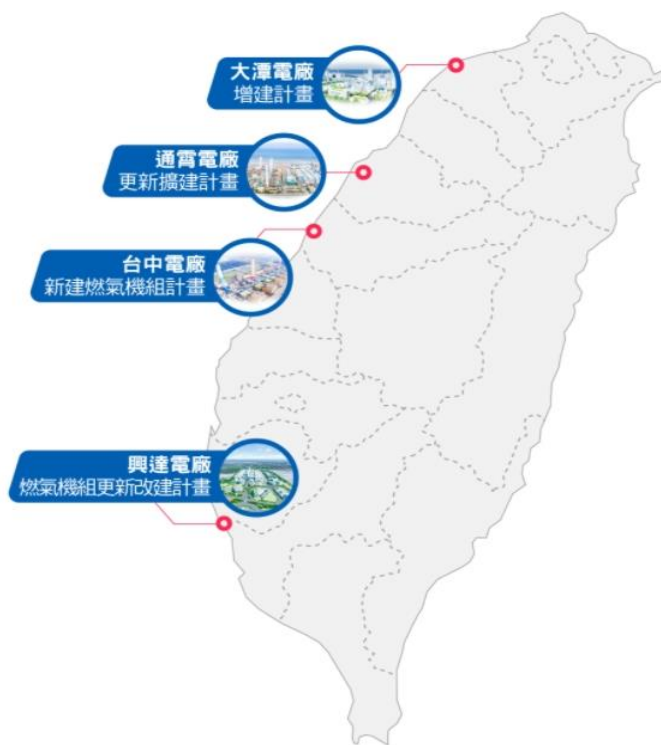 大潭電廠
增建計畫
通霄電廠
更新擴建計畫
台中電廠
新建燃氣機組計畫
興達電廠
燃氣機組更新改建計畫